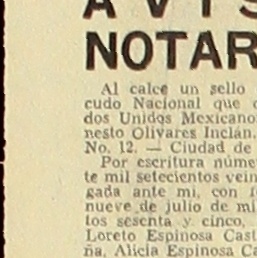 AVIS
NOTAR
Al calce un sello
cudo Nacional que
dos Unidos Mexicano
nesto Olivares Inclán.
No. 12. — Ciudad de
Por escritura núme
te mil setecientos vein
gada ante mí, con f
nueve de julio de mi
tos sesenta y cinco,
Loreto Espinosa Cast
ña, Alicia Espinosa Ca